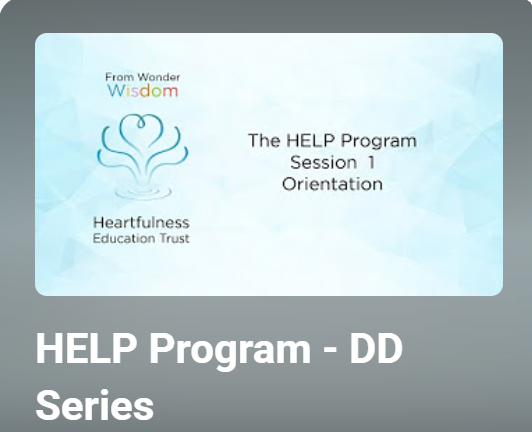 From Wonder
Wisdom
Heartfulness
Education Trust
The HELP Program
Session 1
Orientation
HELP Program - DD
Series